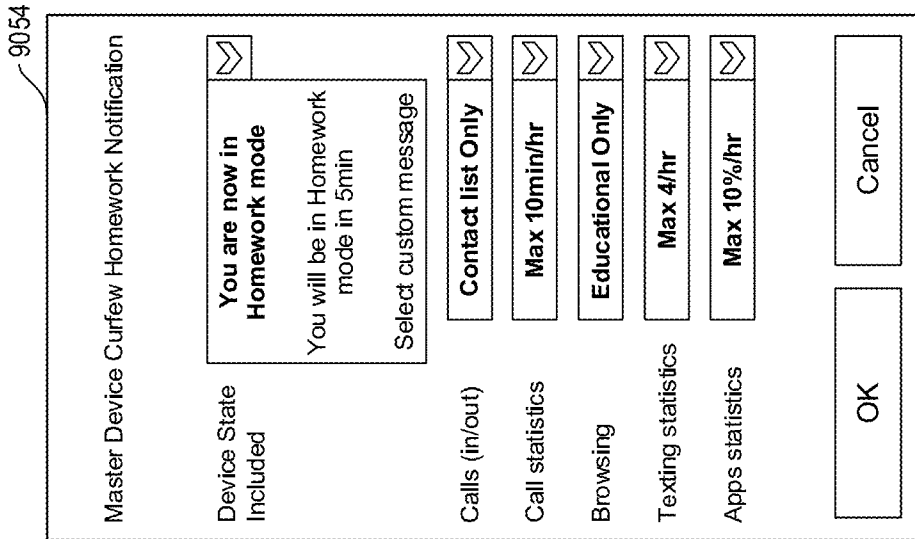 9054
Master Device Curfew Homework Notification
Device State
Included
You are now in
Homework mode
You will be in Homework
mode in 5min
Select custom message
Calls (in/out)
Contact list Only
Call statistics
Max 10min/hr
Browsing
Educational Only
Texting statistics
Max 4/hr
Apps statistics
Max 10%/hr
OK
Cancel